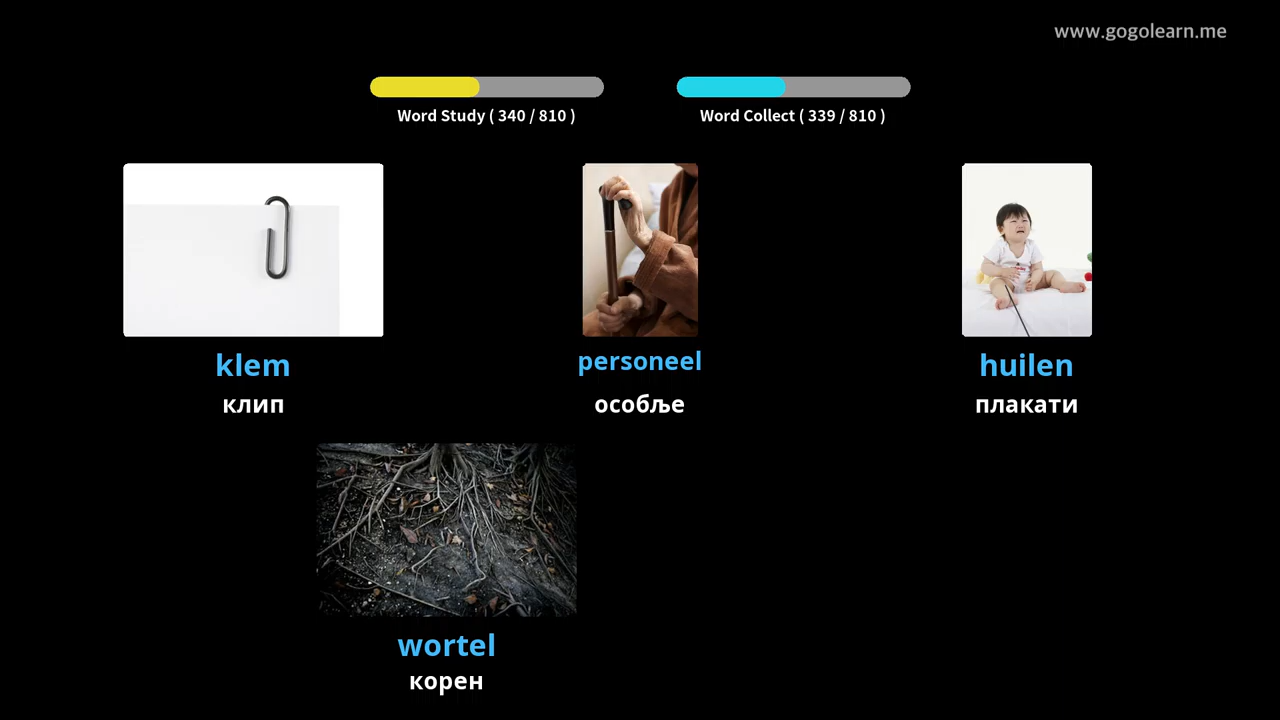 www.gogolearn.me
Word Study ( 340 / 810 )
Word Collect ( 339 / 810 )
klem
клип
personeel
особље
huilen
плакати
wortel
корен